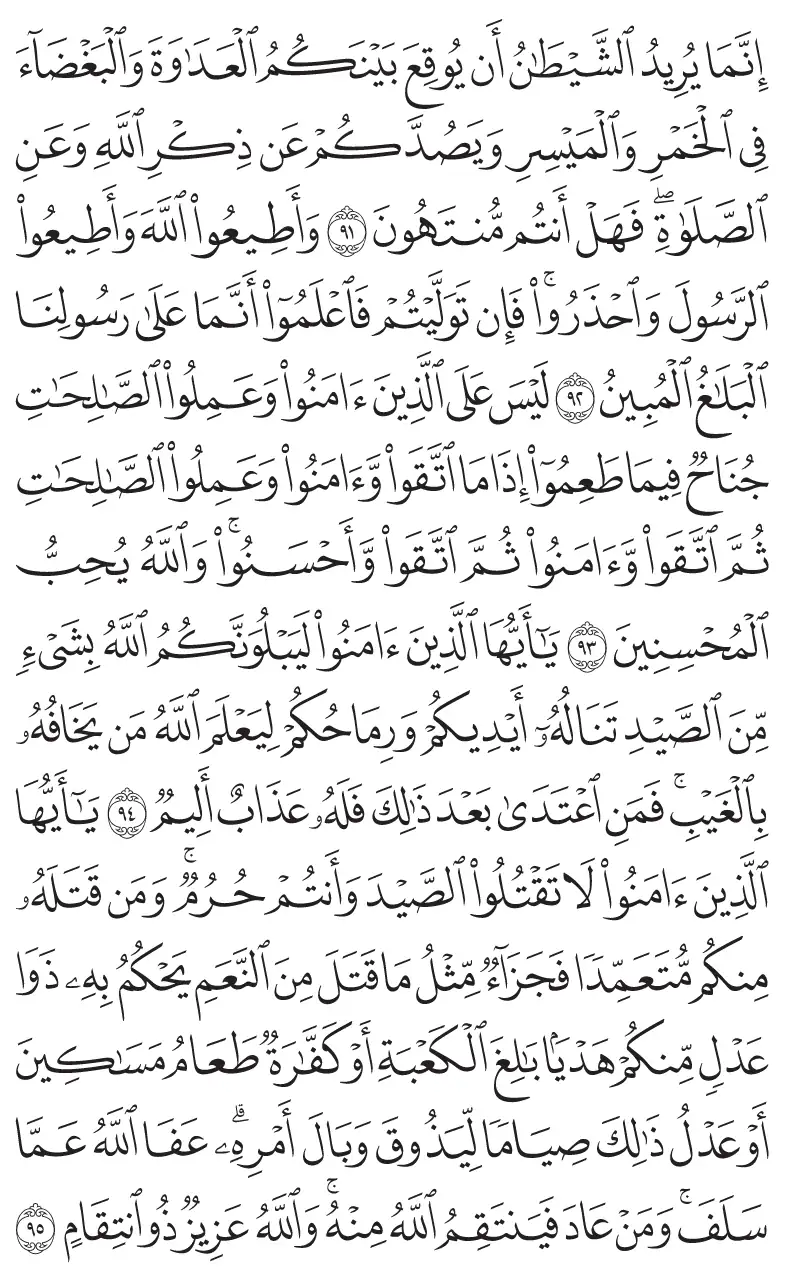 إِنَّمَا يُرِيدُ ٱلشَّيْطَٰنُ أَن يُوقِعَ بَيْنَكُمُ ٱلْعَدَٰوَةَ وَٱلْبَغْضَآءَ
فِى ٱلْخَمْرِ وَٱلْمَيْسِرِ وَيَصُدَّكُمْ عَن ذِكْرِ ٱللَّهِ وَعَنِ
ٱلصَّلَوٰةِ ۖ فَهَلْ أَنتُم مُّنتَهُونَ ٩١ وَأَطِيعُوا۟ ٱللَّهَ وَأَطِيعُوا۟
ٱلرَّسُولَ وَٱحْذَرُوا۟ ۚ فَإِن تَوَلَّيْتُمْ فَٱعْلَمُوٓا۟ أَنَّمَا عَلَىٰ رَسُولِنَا
ٱلْبَلَٰغُ ٱلْمُبِينُ ٩٢ لَيْسَ عَلَى ٱلَّذِينَ ءَامَنُوا۟ وَعَمِلُوا۟ ٱلصَّٰلِحَٰتِ
جُنَاحٌ فِيمَا طَعِمُوٓا۟ إِذَا مَا ٱتَّقَوا۟ وَّءَامَنُوا۟ وَعَمِلُوا۟ ٱلصَّٰلِحَٰتِ
ثُمَّ ٱتَّقَوا۟ وَّءَامَنُوا۟ ثُمَّ ٱتَّقَوا۟ وَّأَحْسَنُوا۟ ۚ وَٱللَّهُ يُحِبُّ
ٱلْمُحْسِنِينَ ٩٣ يَٰٓأَيُّهَا ٱلَّذِينَ ءَامَنُوا۟ لَيَبْلُوَنَّكُمُ ٱللَّهُ بِشَىْءٍ
مِّنَ ٱلصَّيْدِ تَنَالُهُۥٓ أَيْدِيكُمْ وَرِمَاحُكُمْ لِيَعْلَمَ ٱللَّهُ مَن يَخَافُهُۥ
بِٱلْغَيْبِ ۚ فَمَنِ ٱعْتَدَىٰ بَعْدَ ذَٰلِكَ فَلَهُۥ عَذَابٌ أَلِيمٌ ٩٤ يَٰٓأَيُّهَا
ٱلَّذِينَ ءَامَنُوا۟ لَا تَقْتُلُوا۟ ٱلصَّيْدَ وَأَنتُمْ حُرُمٌ ۚ وَمَن قَتَلَهُۥ
مِنكُم مُّتَعَمِّدًا فَجَزَآءٌ مِّثْلُ مَا قَتَلَ مِنَ ٱلنَّعَمِ يَحْكُمُ بِهِۦ ذَوَا
عَدْلٍ مِّنكُمْ هَدْيًۢا بَٰلِغَ ٱلْكَعْبَةِ أَوْ كَفَّٰرَةٌ طَعَامُ مَسَٰكِينَ
أَوْ عَدْلُ ذَٰلِكَ صِيَامًا لِّيَذُوقَ وَبَالَ أَمْرِهِۦ ۗ عَفَا ٱللَّهُ عَمَّا
سَلَفَ ۚ وَمَنْ عَادَ فَيَنتَقِمُ ٱللَّهُ مِنْهُ ۚ وَٱللَّهُ عَزِيزٌ ذُو ٱنتِقَامٍ ٩٥